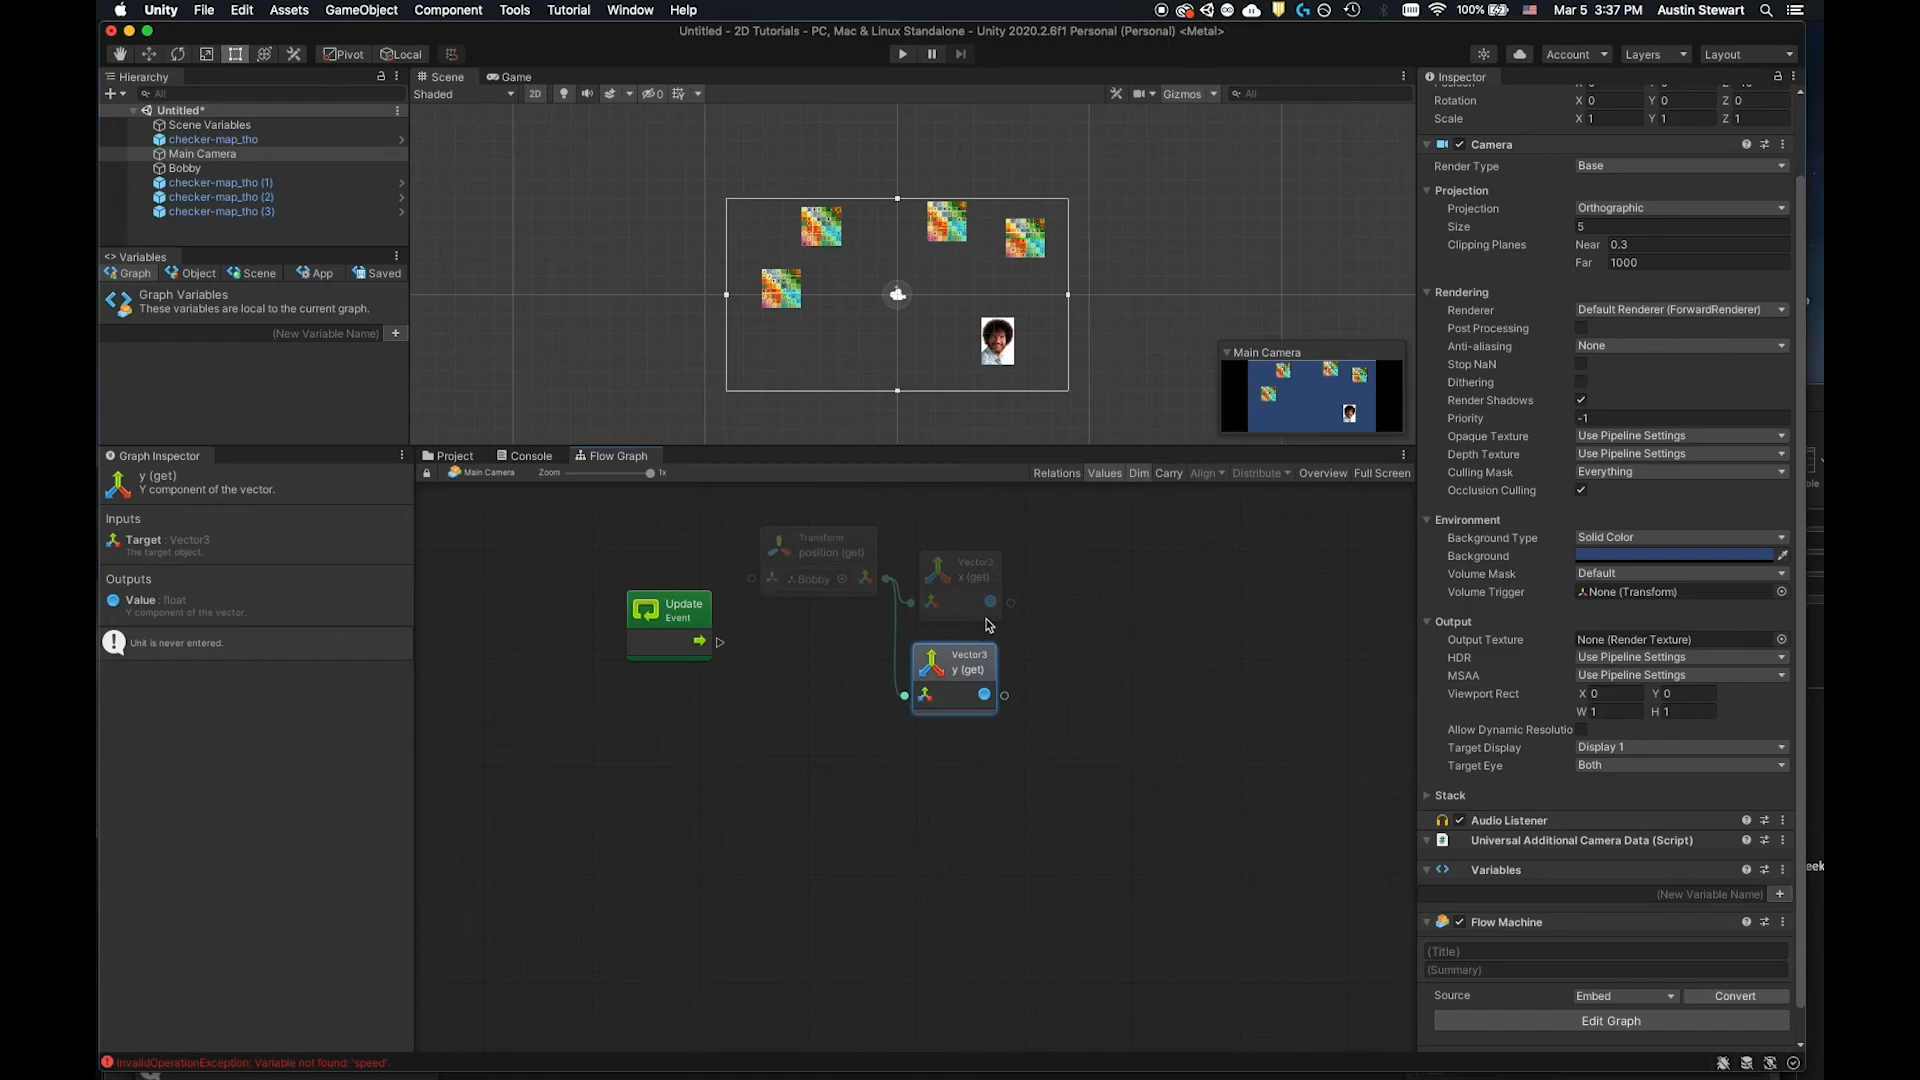 Unity File Edit Assets GameObject Component Tools Tutorial Window Help 100% Mar 5 3:37 PM Austin Stewart
Untitled - 2D Tutorials - PC, Mac & Linux Standalone - Unity 2020.2.6f1 Personal (Personal) <Metal>
Pivot Local Account Layers Layout
Hierarchy
All
Untitled*
Scene Variables
checker-map_tho
Main Camera
Bobby
checker-map_tho (1)
checker-map_tho (2)
checker-map_tho (3)
<> Variables
Graph Object Scene App Saved
Graph Variables
These variables are local to the current graph.
(New Variable Name) +
Scene Game
Shaded 2D 0 Gizmos All
Main Camera
Graph Inspector
y (get)
Y component of the vector.
Inputs
Target : Vector3
The target object.
Outputs
Value : float
Y component of the vector.
Unit is never entered.
Project Console Flow Graph
Main Camera Zoom 1x Relations Values Dim Carry Align Distribute Overview Full Screen
Transform
position (get)
Bobby
Vector3
x (get)
Update
Event
Vector3
y (get)
Inspector
Rotation X 0 Y 0 Z 0
Scale X 1 Y 1 Z 1
Camera
Render Type Base
Projection
Projection Orthographic
Size 5
Clipping Planes Near 0.3
Far 1000
Rendering
Renderer Default Renderer (ForwardRenderer)
Post Processing
Anti-aliasing None
Stop NaN
Dithering
Render Shadows
Priority -1
Opaque Texture Use Pipeline Settings
Depth Texture Use Pipeline Settings
Culling Mask Everything
Occlusion Culling
Environment
Background Type Solid Color
Background
Volume Mask Default
Volume Trigger None (Transform)
Output
Output Texture None (Render Texture)
HDR Use Pipeline Settings
MSAA Use Pipeline Settings
Viewport Rect X 0 Y 0
W 1 H 1
Allow Dynamic Resolutio
Target Display Display 1
Target Eye Both
Stack
Audio Listener
Universal Additional Camera Data (Script)
<> Variables
(New Variable Name) +
Flow Machine
(Title)
(Summary)
Source Embed Convert
Edit Graph
InvalidOperationException: Variable not found: 'speed'.
eek